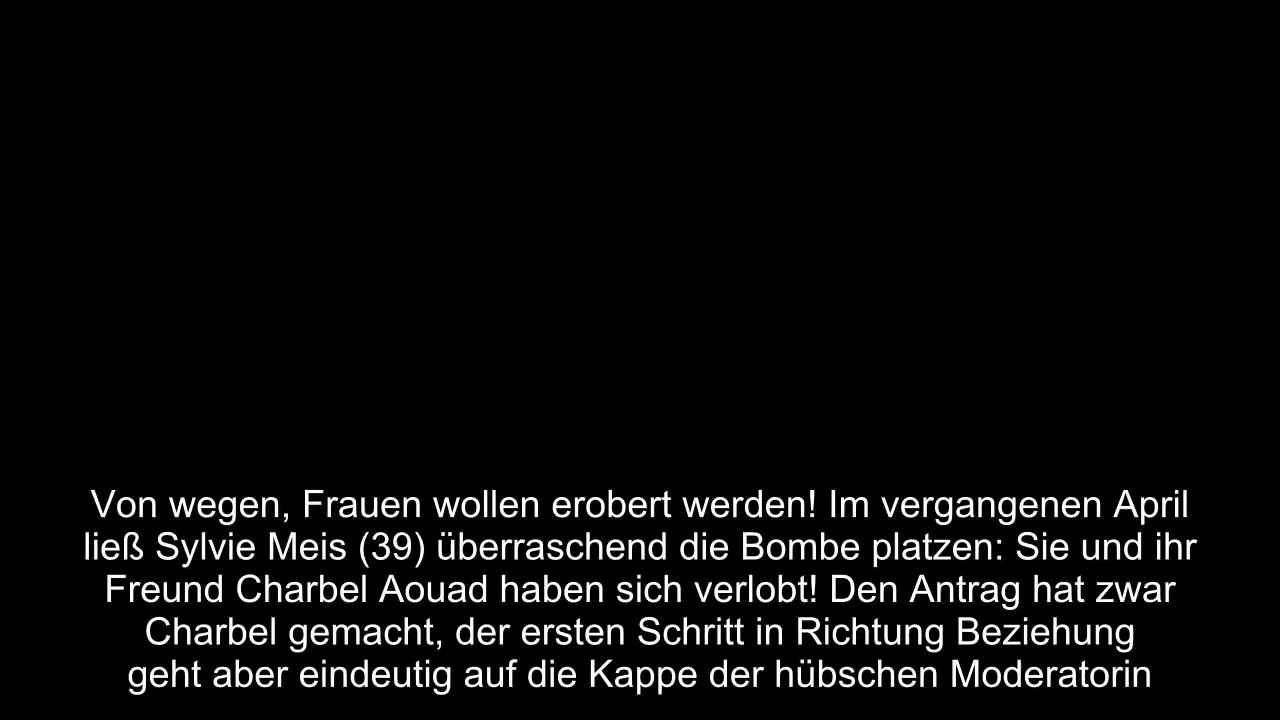 Von wegen, Frauen wollen erobert werden! Im vergangenen April
ließ Sylvie Meis (39) überraschend die Bombe platzen: Sie und ihr
Freund Charbel Aouad haben sich verlobt! Den Antrag hat zwar
Charbel gemacht, der ersten Schritt in Richtung Beziehung
geht aber eindeutig auf die Kappe der hübschen Moderatorin